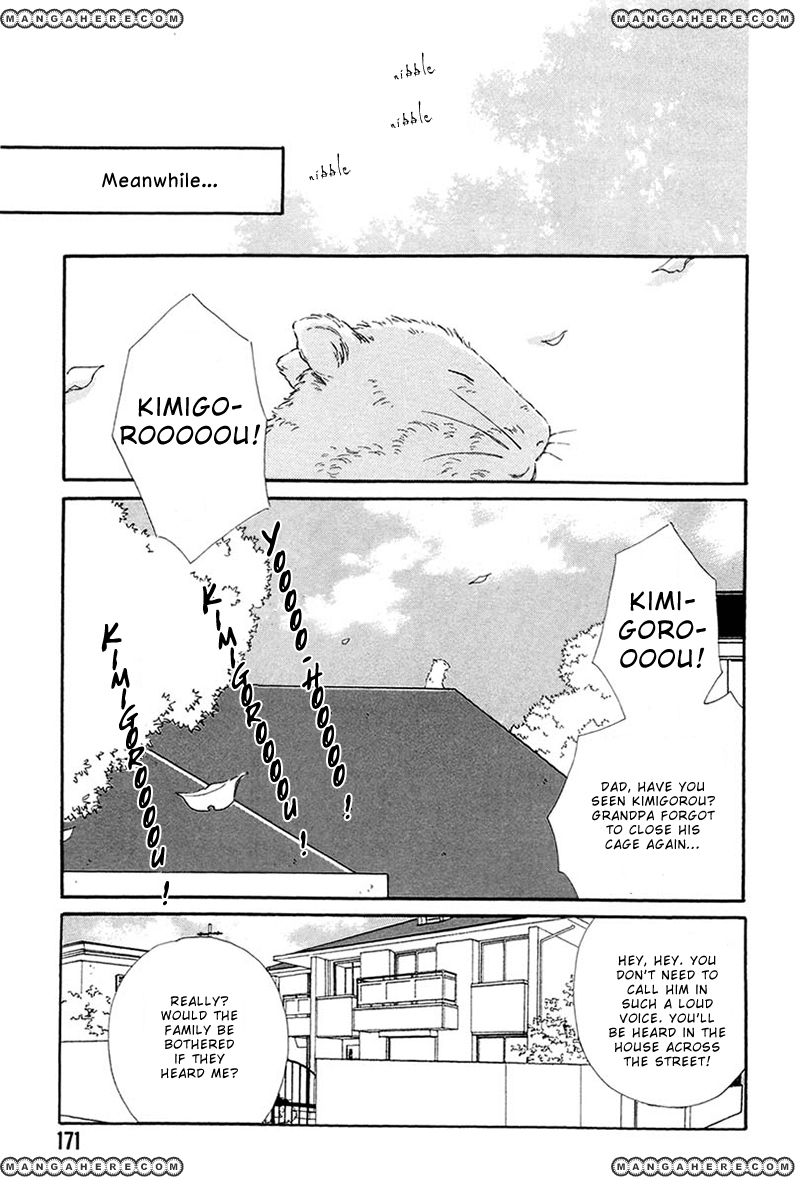 MANGAHERE.COM
MANGAHERE.COM
nibble
nibble
nibble
Meanwhile...
KIMIGO-
ROOOOOU!
KIMI-
GORO-
OOOU!
DAD, HAVE YOU
SEEN KIMIGOROU?
GRANDPA FORGOT
TO CLOSE HIS
CAGE AGAIN...
YOOOOO-HOOOOO!
KIMIGOROOOOU!
KIMIGOROOOOU!
HEY, HEY. YOU
DON'T NEED TO
CALL HIM IN
SUCH A LOUD
VOICE. YOU'LL
BE HEARD IN THE
HOUSE ACROSS
THE STREET!
REALLY?
WOULD THE
FAMILY BE
BOTHERED
IF THEY
HEARD ME?
171
MANGAHERE.COM
MANGAHERE.COM